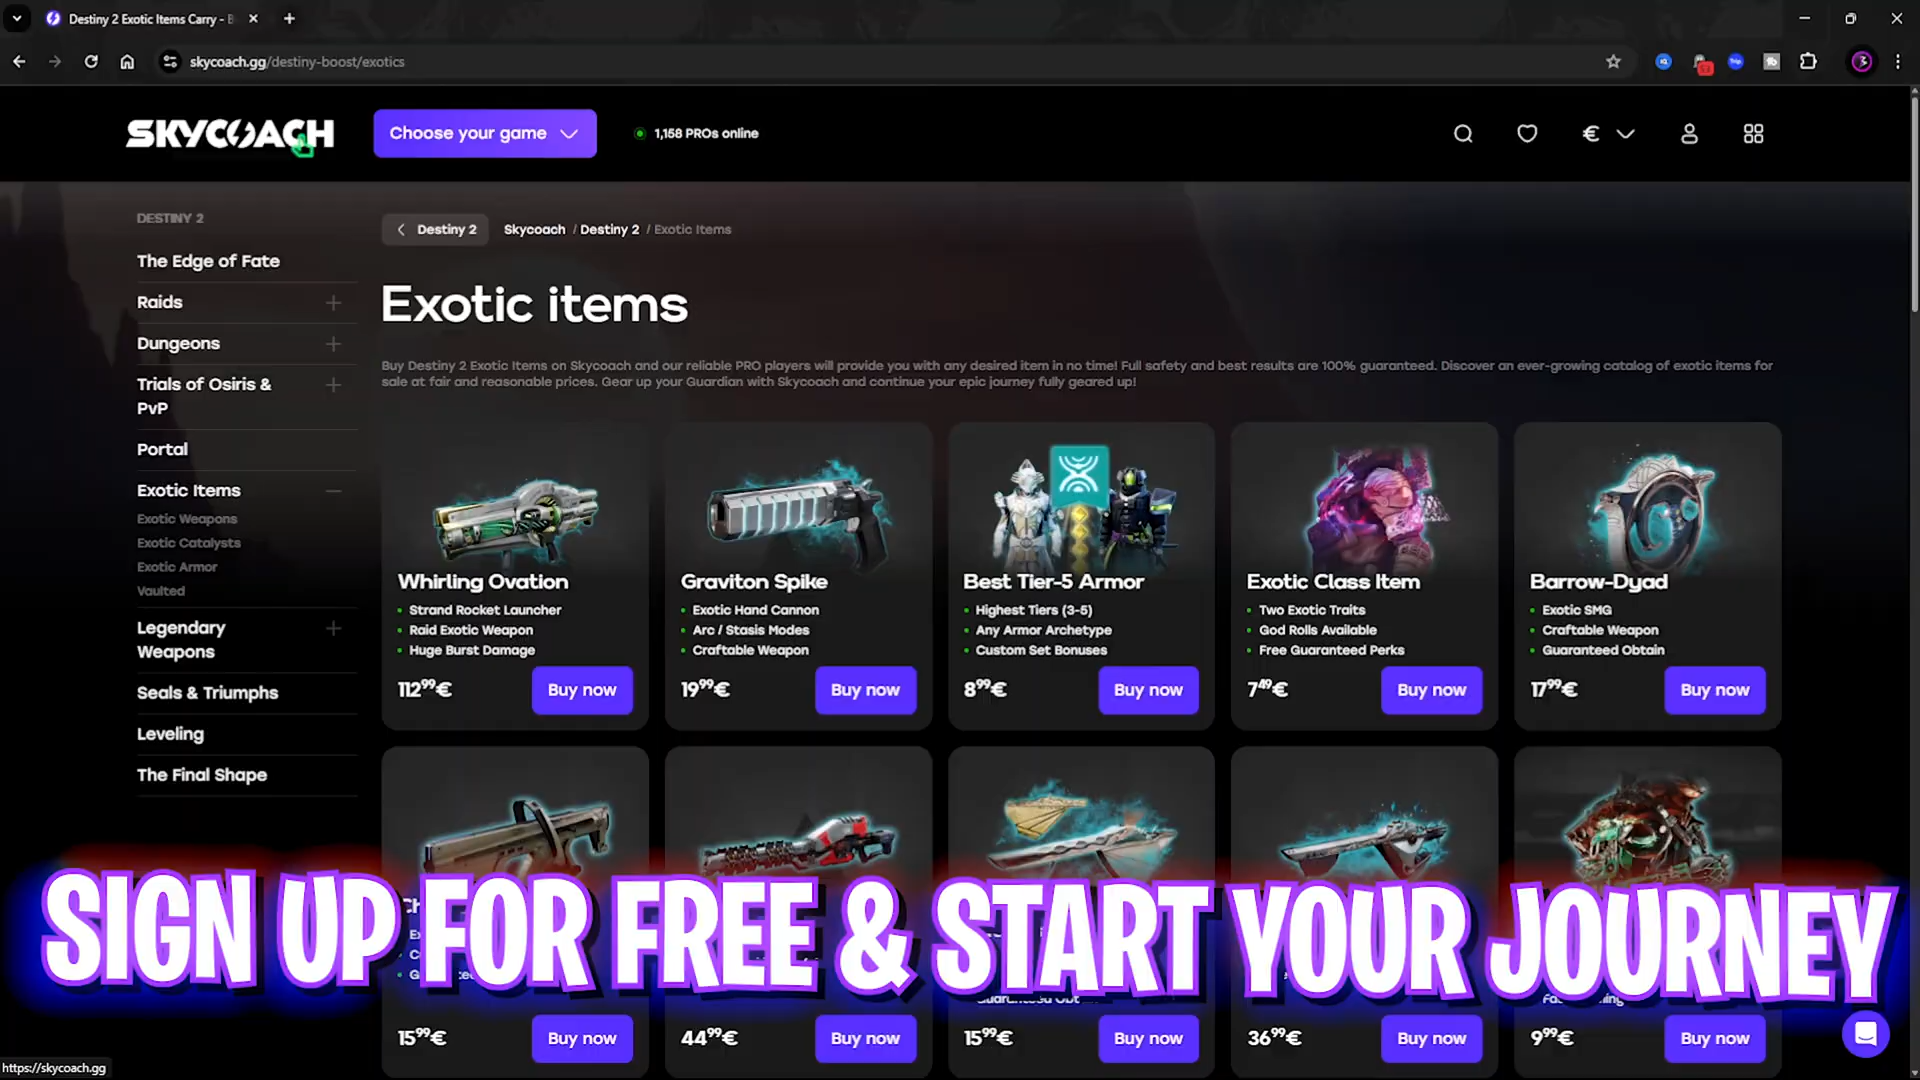 Destiny 2 Exotic Items Carry - B
skycoach.gg/destiny-boost/exotics
SKYCOACH
Choose your game
1,158 PROs online
€
DESTINY 2
The Edge of Fate
Raids
Dungeons
Trials of Osiris &
PvP
Portal
Exotic Items
Exotic Weapons
Exotic Catalysts
Exotic Armor
Vaulted
Legendary
Weapons
Seals & Triumphs
Leveling
The Final Shape
Destiny 2
Skycoach / Destiny 2 / Exotic Items
Exotic items
Buy Destiny 2 Exotic Items on Skycoach and our reliable PRO players will provide you with any desired item in no time! Full safety and best results are 100% guaranteed. Discover an ever-growing catalog of exotic items for
sale at fair and reasonable prices. Gear up your Guardian with Skycoach and continue your epic journey fully geared up!
Whirling Ovation
Strand Rocket Launcher
Raid Exotic Weapon
Huge Burst Damage
112⁹⁹€
Buy now
Graviton Spike
Exotic Hand Cannon
Arc / Stasis Modes
Craftable Weapon
19⁹⁹€
Buy now
Best Tier-5 Armor
Highest Tiers (3-5)
Any Armor Archetype
Custom Set Bonuses
8⁹⁹€
Buy now
Exotic Class Item
Two Exotic Traits
God Rolls Available
Free Guaranteed Perks
7⁴⁹€
Buy now
Barrow-Dyad
Exotic SMG
Craftable Weapon
Guaranteed Obtain
17⁹⁹€
Buy now
SIGN UP FOR FREE & START YOUR JOURNEY
15⁹⁹€
Buy now
44⁹⁹€
Buy now
15⁹⁹€
Buy now
36⁹⁹€
Buy now
9⁹⁹€
Buy now
https://skycoach.gg